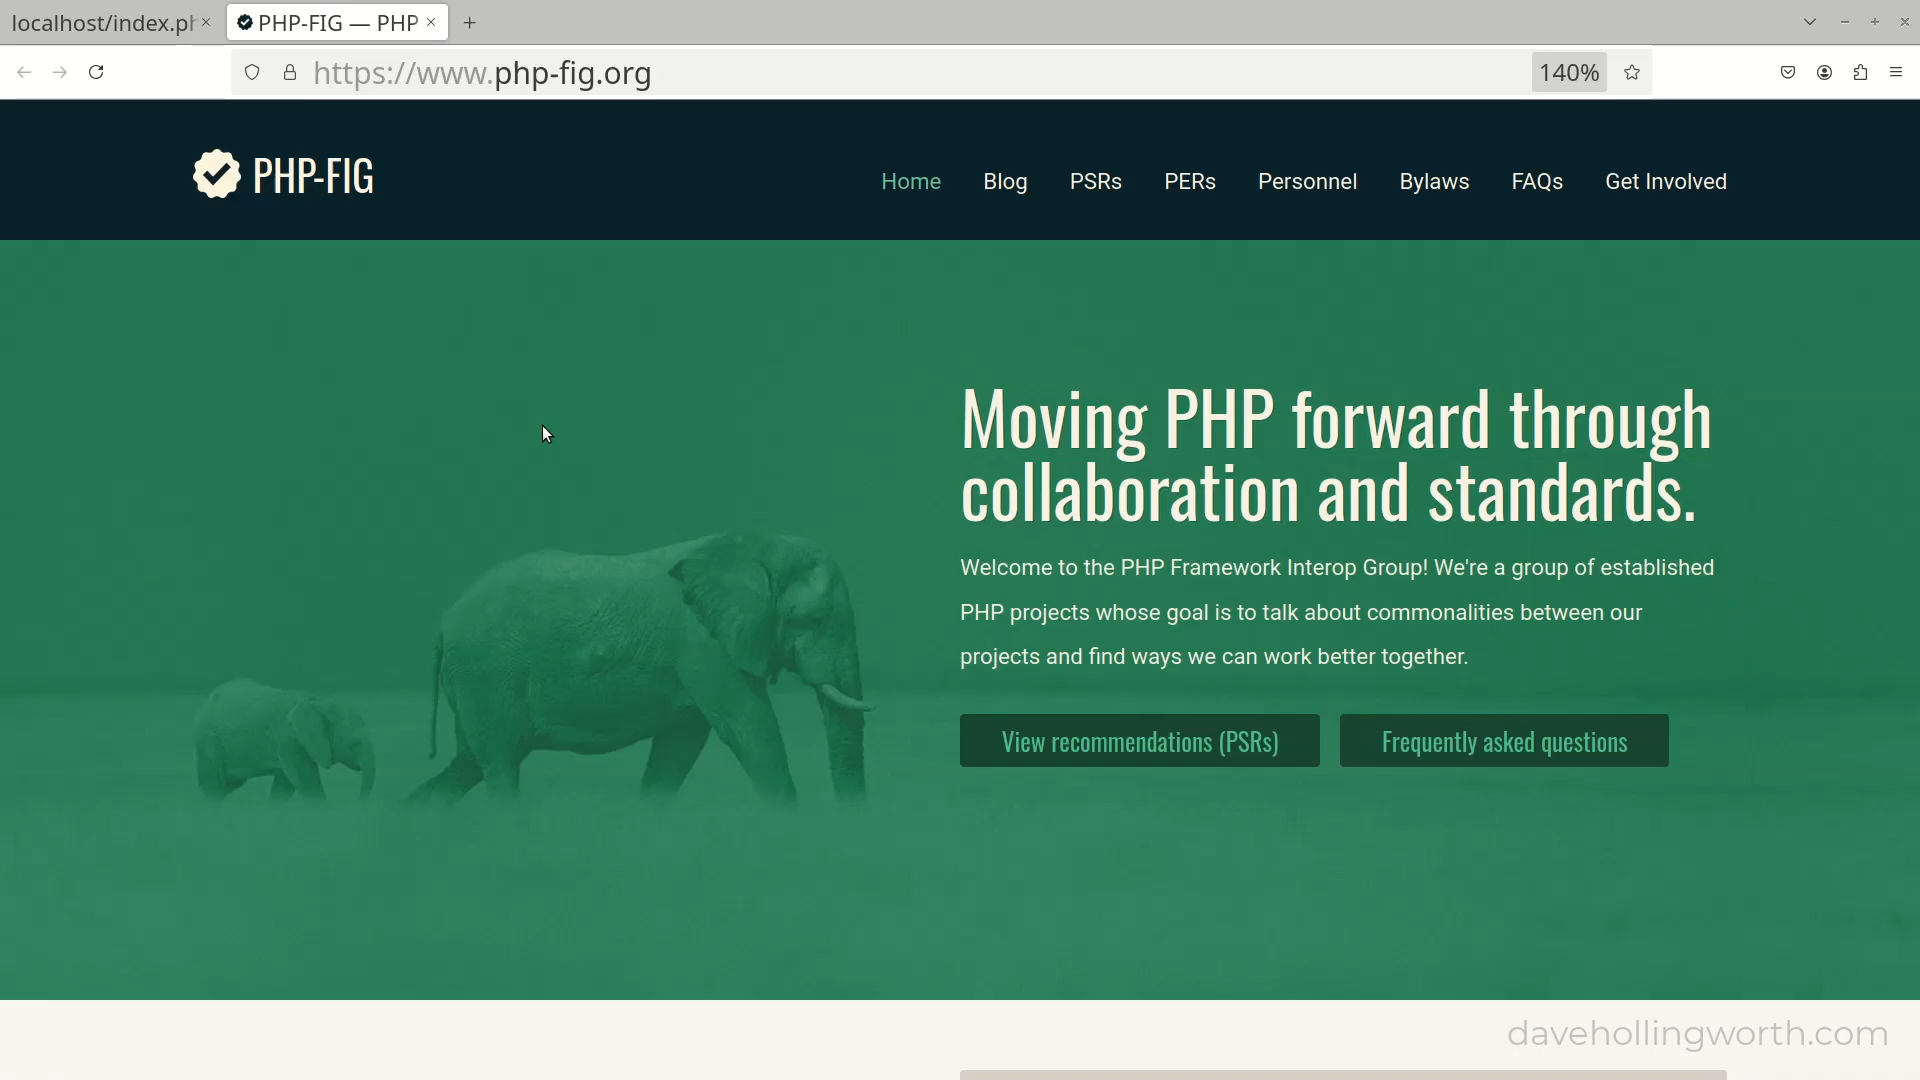 localhost/index.ph
PHP-FIG — PHP
https://www.php-fig.org
140%
PHP-FIG
Home
Blog
PSRs
PERs
Personnel
Bylaws
FAQs
Get Involved
Moving PHP forward through
collaboration and standards.
Welcome to the PHP Framework Interop Group! We're a group of established
PHP projects whose goal is to talk about commonalities between our
projects and find ways we can work better together.
View recommendations (PSRs)
Frequently asked questions
davehollingworth.com